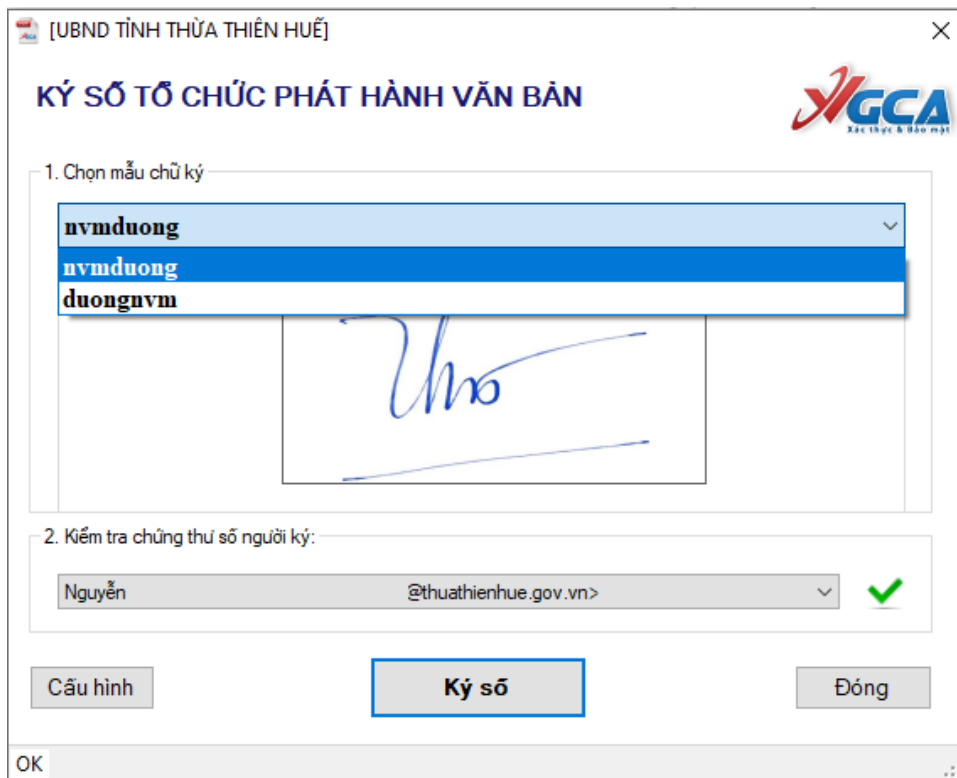 [UBND TỈNH THỪA THIÊN HUẾ]
KÝ SỐ TỔ CHỨC PHÁT HÀNH VĂN BẢN
VGCA
Xác thực & Bảo mật
1. Chọn mẫu chữ ký
nvmduong
nvmduong
duongnvm
2. Kiểm tra chứng thư số người ký:
Nguyễn @thuathienhue.gov.vn>
Cấu hình
Ký số
Đóng
OK